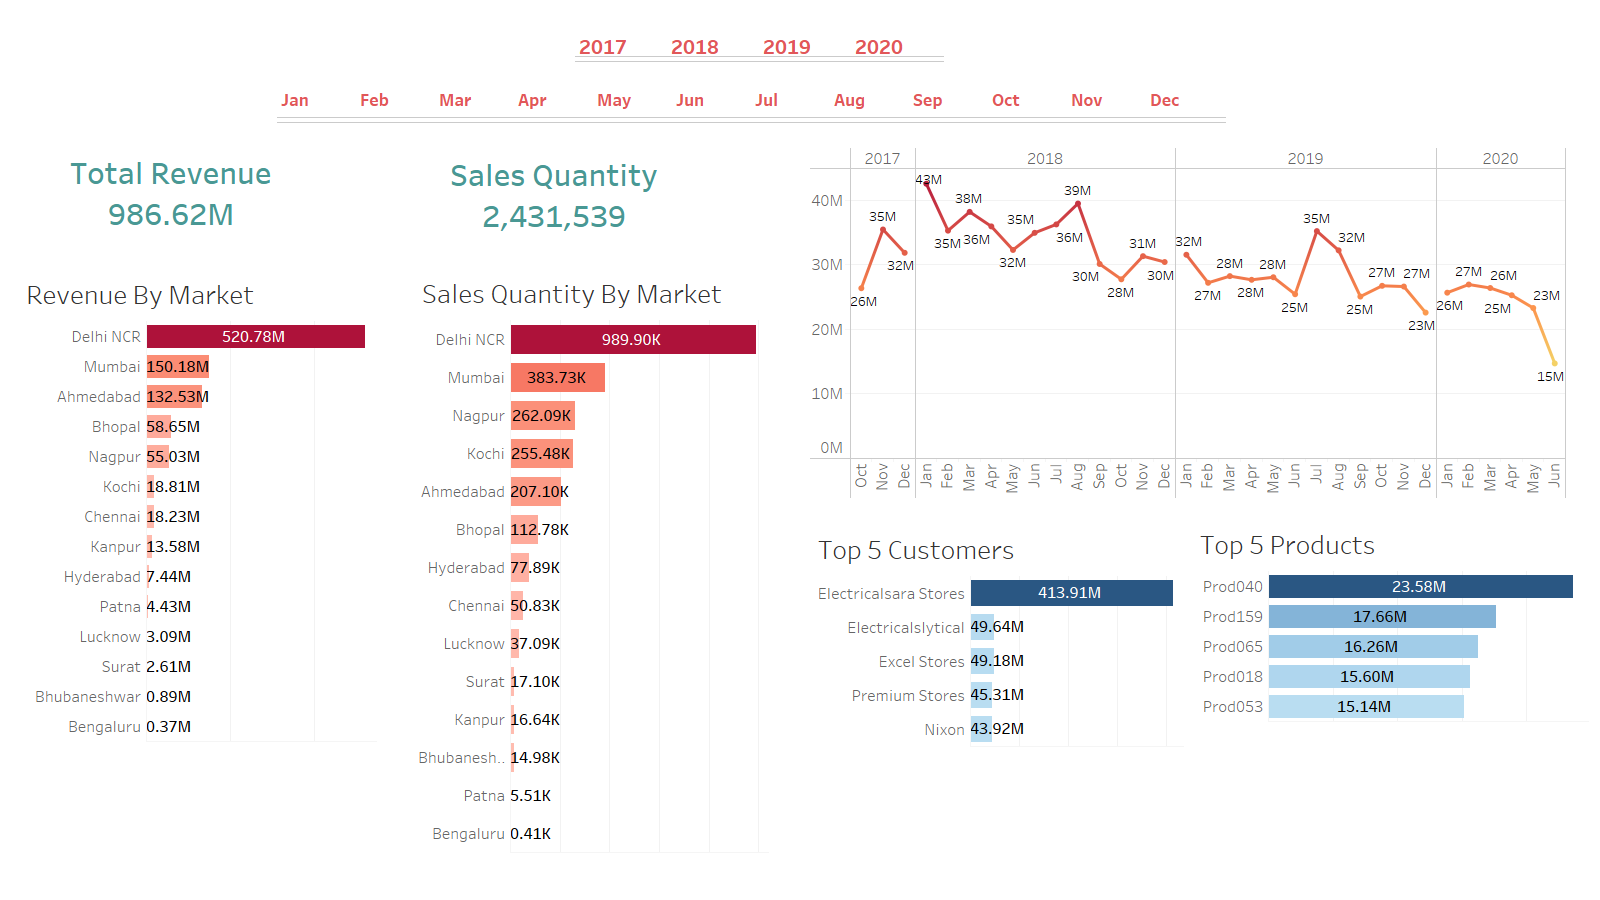 2017 2018 2019 2020
Jan Feb Mar Apr May Jun Jul Aug Sep Oct Nov Dec
Total Revenue
986.62M
Sales Quantity
2,431,539
Revenue By Market
Delhi NCR 520.78M
Mumbai 150.18M
Ahmedabad 132.53M
Bhopal 58.65M
Nagpur 55.03M
Kochi 18.81M
Chennai 18.23M
Kanpur 13.58M
Hyderabad 7.44M
Patna 4.43M
Lucknow 3.09M
Surat 2.61M
Bhubaneshwar 0.89M
Bengaluru 0.37M
Sales Quantity By Market
Delhi NCR 989.90K
Mumbai 383.73K
Nagpur 262.09K
Kochi 255.48K
Ahmedabad 207.10K
Bhopal 112.78K
Hyderabad 77.89K
Chennai 50.83K
Lucknow 37.09K
Surat 17.10K
Kanpur 16.64K
Bhubanesh.. 14.98K
Patna 5.51K
Bengaluru 0.41K
2017 2018 2019 2020
40M
30M
20M
10M
0M
26M 35M 32M 43M 35M 38M 36M 32M 35M 36M 39M 30M 28M 31M 30M 32M 27M 28M 28M 28M 25M 35M 32M 25M 27M 27M 23M 26M 27M 26M 25M 23M 15M
Oct Nov Dec Jan Feb Mar Apr May Jun Jul Aug Sep Oct Nov Dec Jan Feb Mar Apr May Jun Jul Aug Sep Oct Nov Dec Jan Feb Mar Apr May Jun
Top 5 Customers
Electricalsara Stores 413.91M
Electricalslytical 49.64M
Excel Stores 49.18M
Premium Stores 45.31M
Nixon 43.92M
Top 5 Products
Prod040 23.58M
Prod159 17.66M
Prod065 16.26M
Prod018 15.60M
Prod053 15.14M